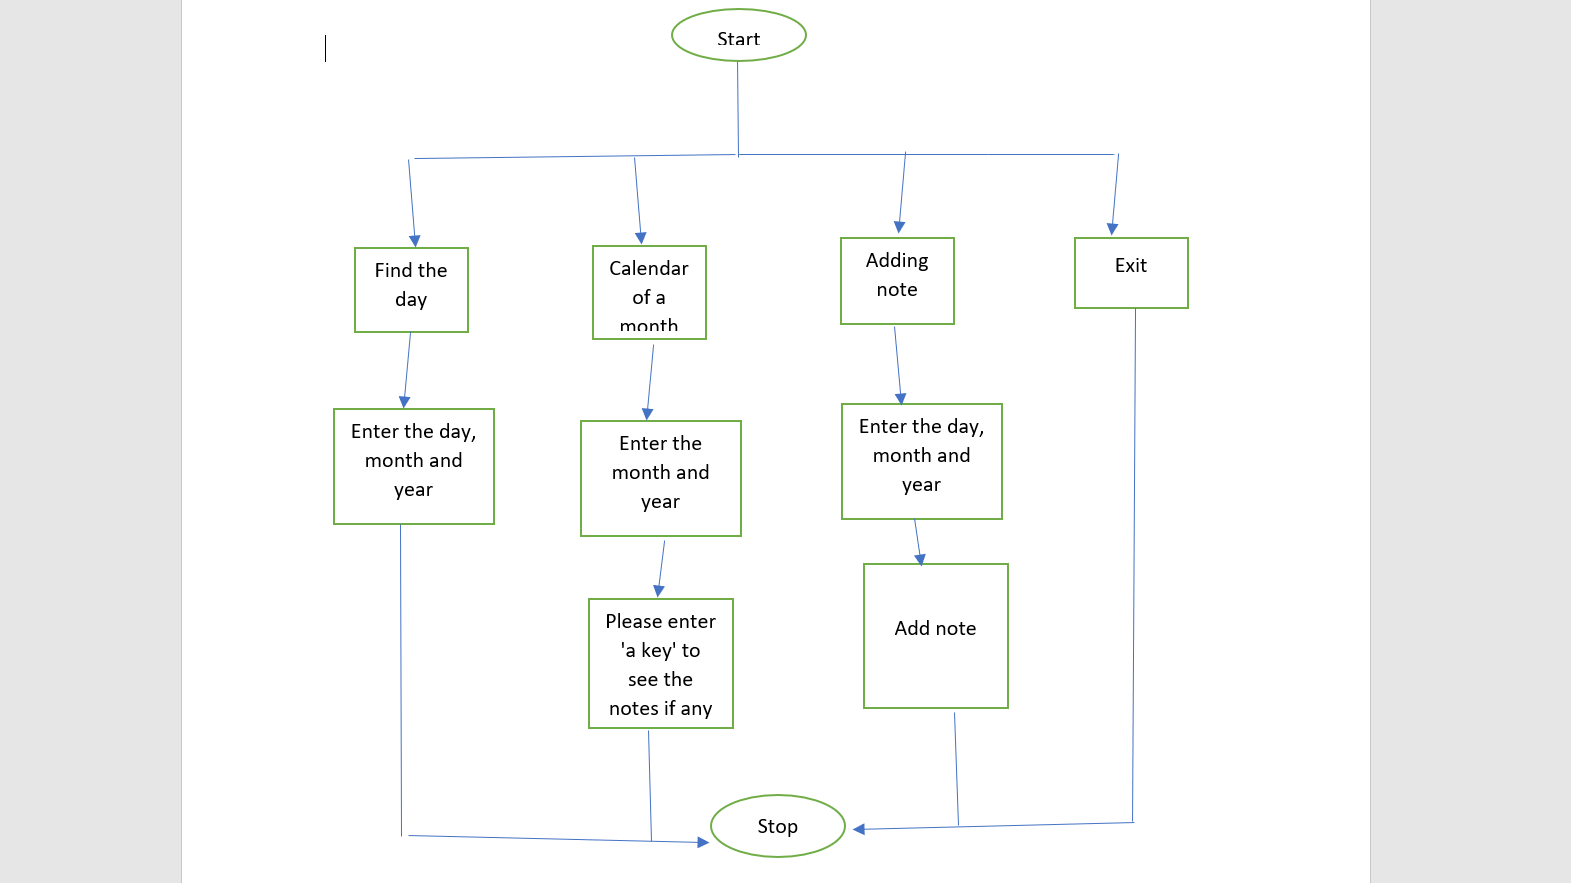 Start
Find the
day
Calendar
of a
month
Adding
note
Exit
Enter the day,
month and
year
Enter the
month and
year
Enter the day,
month and
year
Please enter
'a key' to
see the
notes if any
Add note
Stop